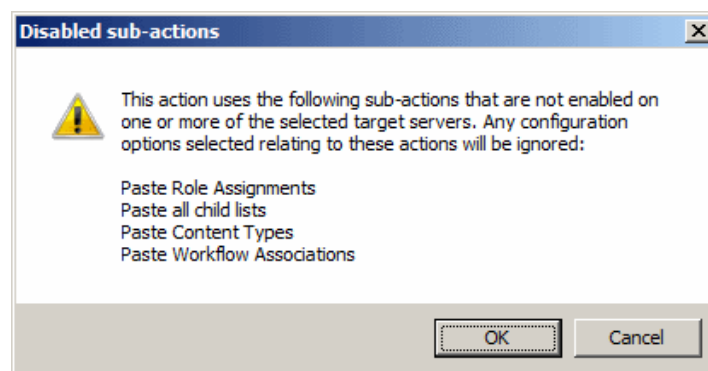 Disabled sub-actions
This action uses the following sub-actions that are not enabled on
one or more of the selected target servers. Any configuration
options selected relating to these actions will be ignored:
Paste Role Assignments
Paste all child lists
Paste Content Types
Paste Workflow Associations
OK
Cancel